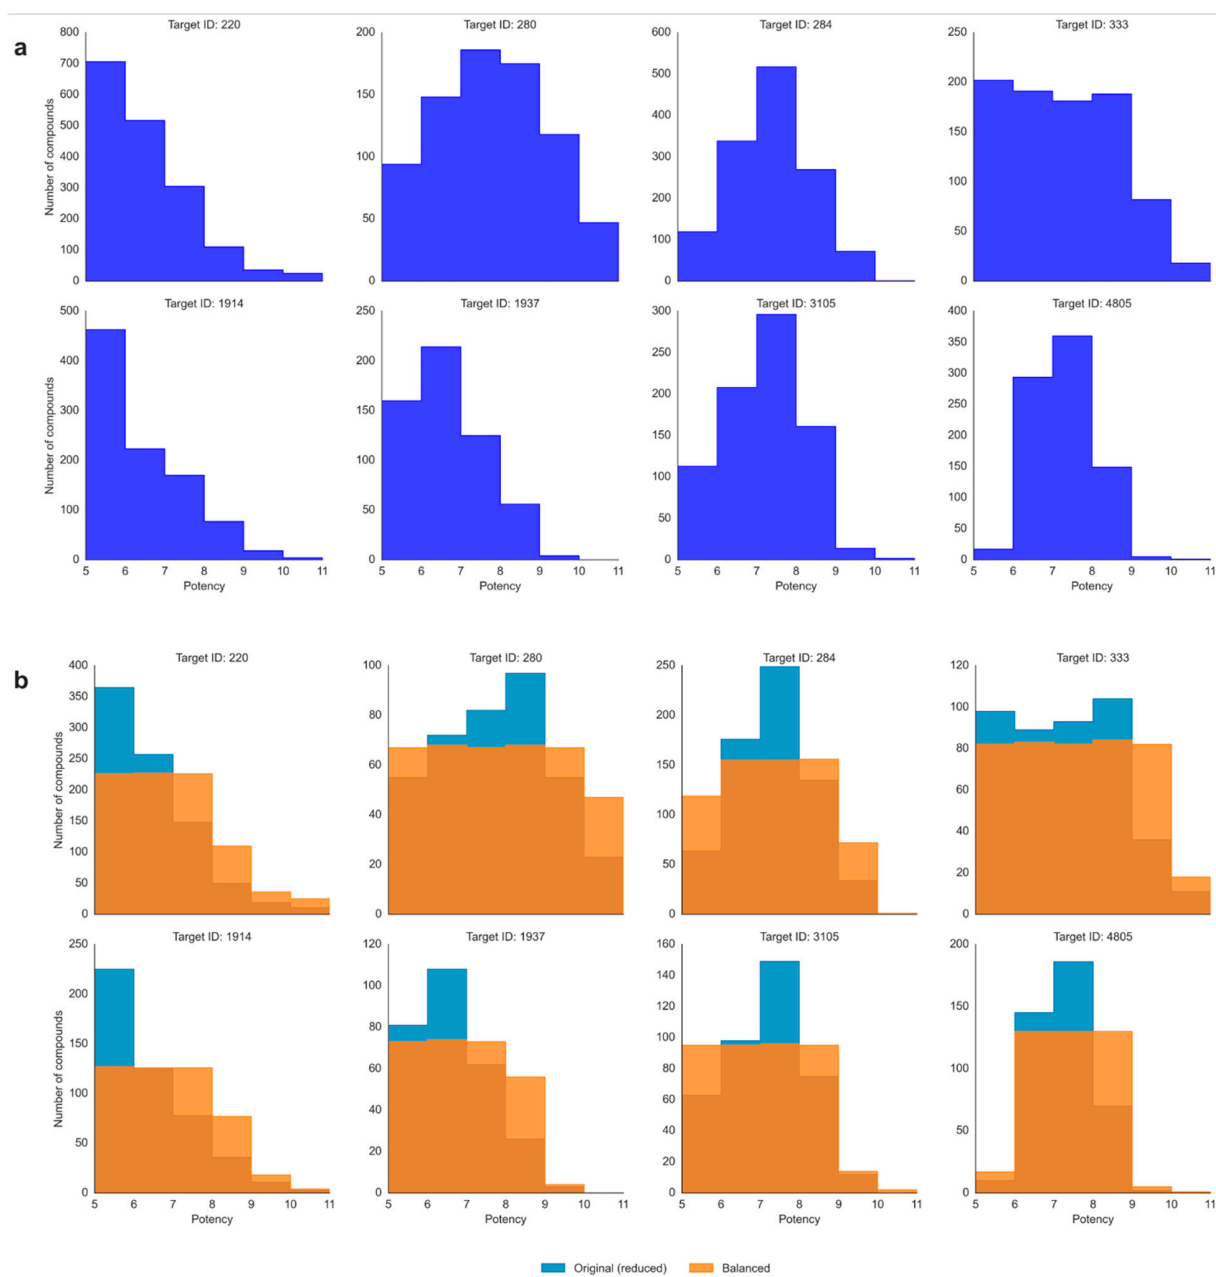 a
Target ID: 220
Target ID: 280
Target ID: 284
Target ID: 333
Number of compounds
800
700
600
500
400
300
200
100
0
200
150
100
50
0
600
500
400
300
200
100
0
250
200
150
100
50
0
Target ID: 1914
Target ID: 1937
Target ID: 3105
Target ID: 4805
Number of compounds
500
400
300
200
100
0
250
200
150
100
50
0
300
250
200
150
100
50
0
400
350
300
250
200
150
100
50
0
5 6 7 8 9 10 11
5 6 7 8 9 10 11
5 6 7 8 9 10 11
5 6 7 8 9 10 11
Potency
Potency
Potency
Potency
b
Target ID: 220
Target ID: 280
Target ID: 284
Target ID: 333
Number of compounds
400
350
300
250
200
150
100
50
0
100
80
60
40
20
0
250
200
150
100
50
0
120
100
80
60
40
20
0
Target ID: 1914
Target ID: 1937
Target ID: 3105
Target ID: 4805
Number of compounds
250
200
150
100
50
0
120
100
80
60
40
20
0
160
140
120
100
80
60
40
20
0
200
150
100
50
0
5 6 7 8 9 10 11
5 6 7 8 9 10 11
5 6 7 8 9 10 11
5 6 7 8 9 10 11
Potency
Potency
Potency
Potency
Original (reduced)
Balanced